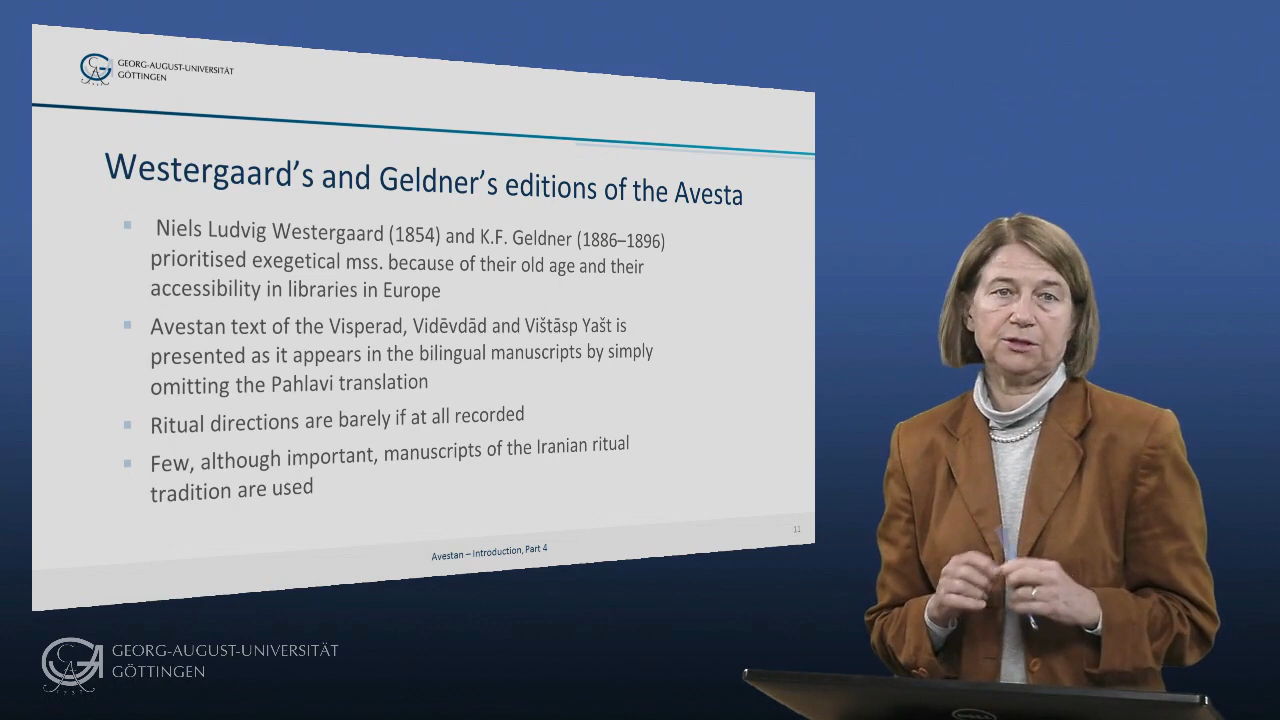 GEORG-AUGUST-UNIVERSITÄT
GÖTTINGEN
Westergaard’s and Geldner’s editions of the Avesta
Niels Ludvig Westergaard (1854) and K.F. Geldner (1886–1896)
prioritised exegetical mss. because of their old age and their
accessibility in libraries in Europe
Avestan text of the Visperad, Vidēvdād and Vištāsp Yašt is
presented as it appears in the bilingual manuscripts by simply
omitting the Pahlavi translation
Ritual directions are barely if at all recorded
Few, although important, manuscripts of the Iranian ritual
tradition are used
Avestan – Introduction, Part 4
11
GEORG-AUGUST-UNIVERSITÄT
GÖTTINGEN
DELL